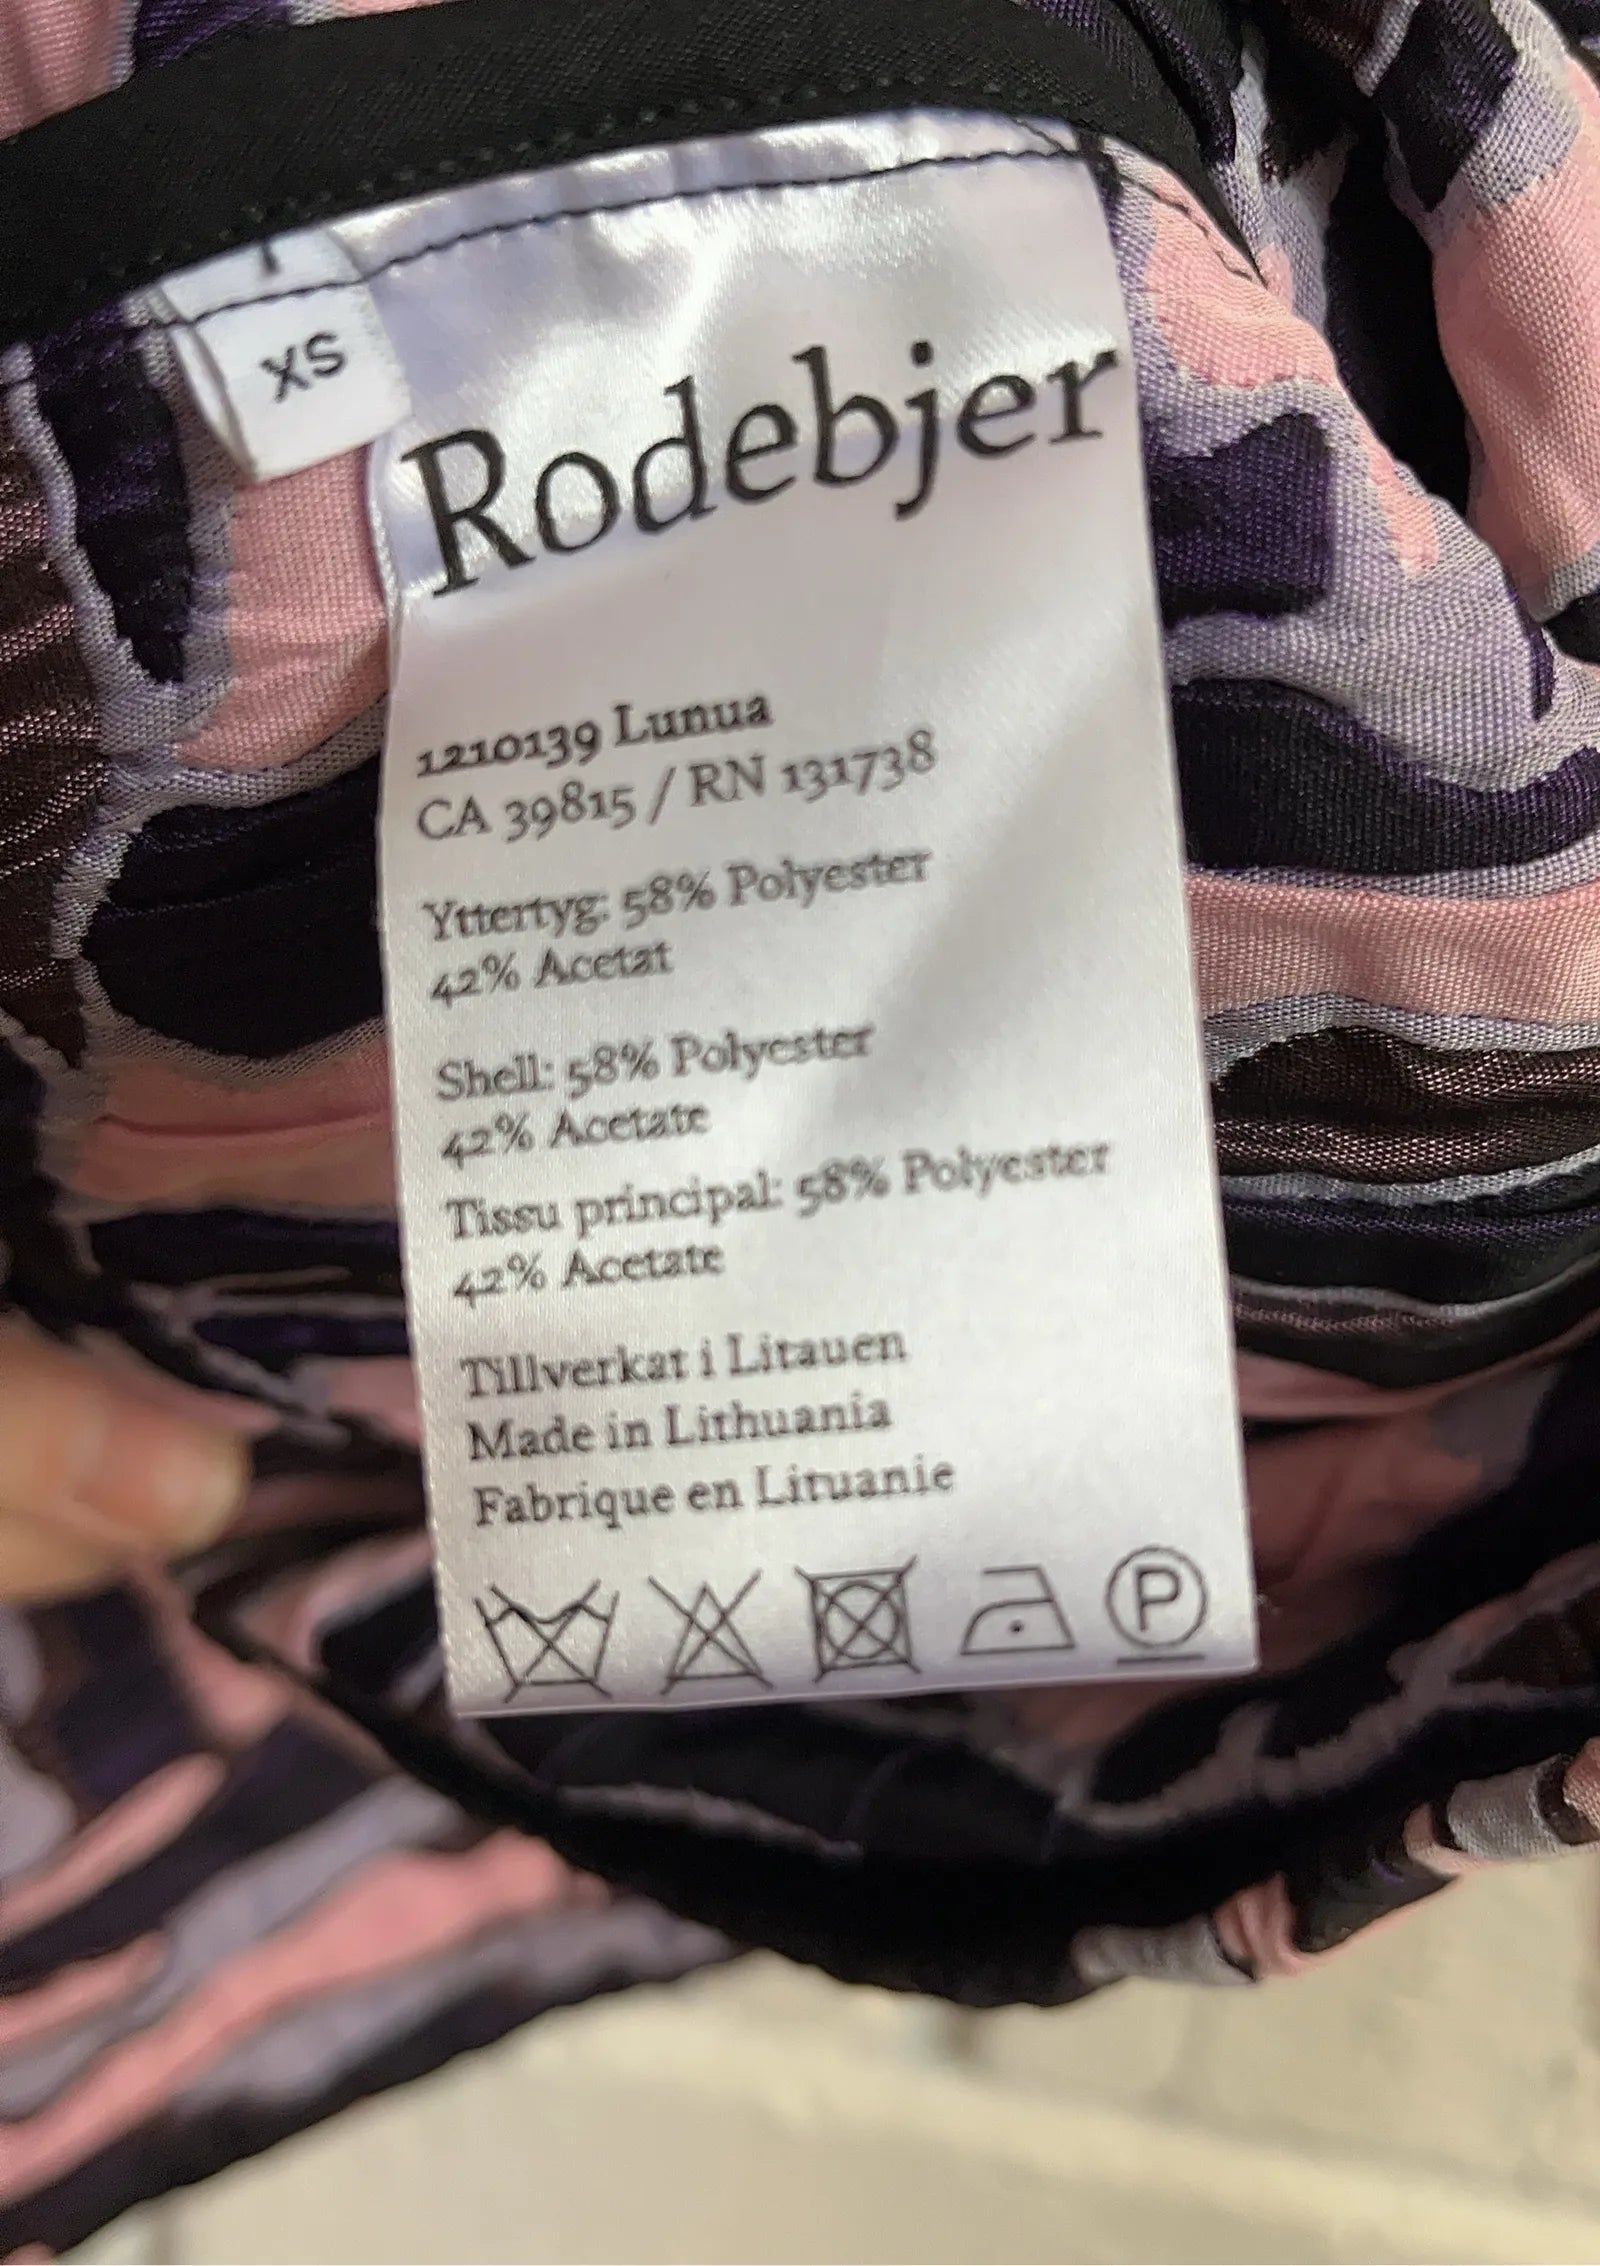 XS
Rodebjer
1210139 Lunua
CA 39815 / RN 131738
Yttertyg: 58% Polyester
42% Acetat
Shell: 58% Polyester
42% Acetate
Tissu principal: 58% Polyester
42% Acetate
Tillverkat i Litauen
Made in Lithuania
Fabrique en Lituanie
P